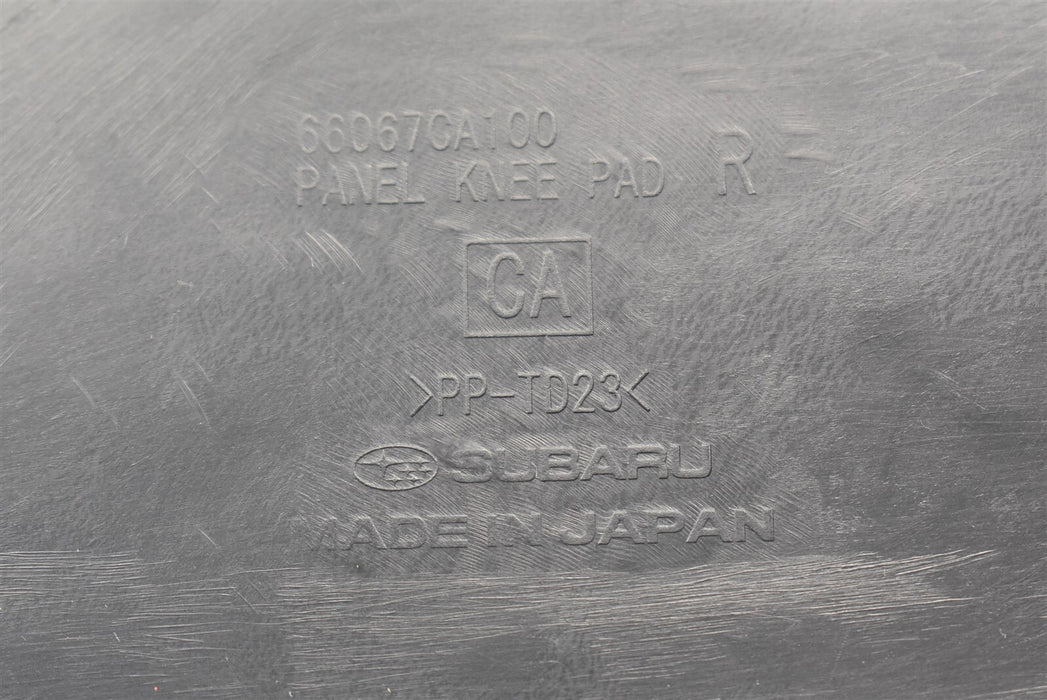 66067CA100
PANEL KNEE PAD R
CA
>PP-TD23<
SUBARU
MADE IN JAPAN